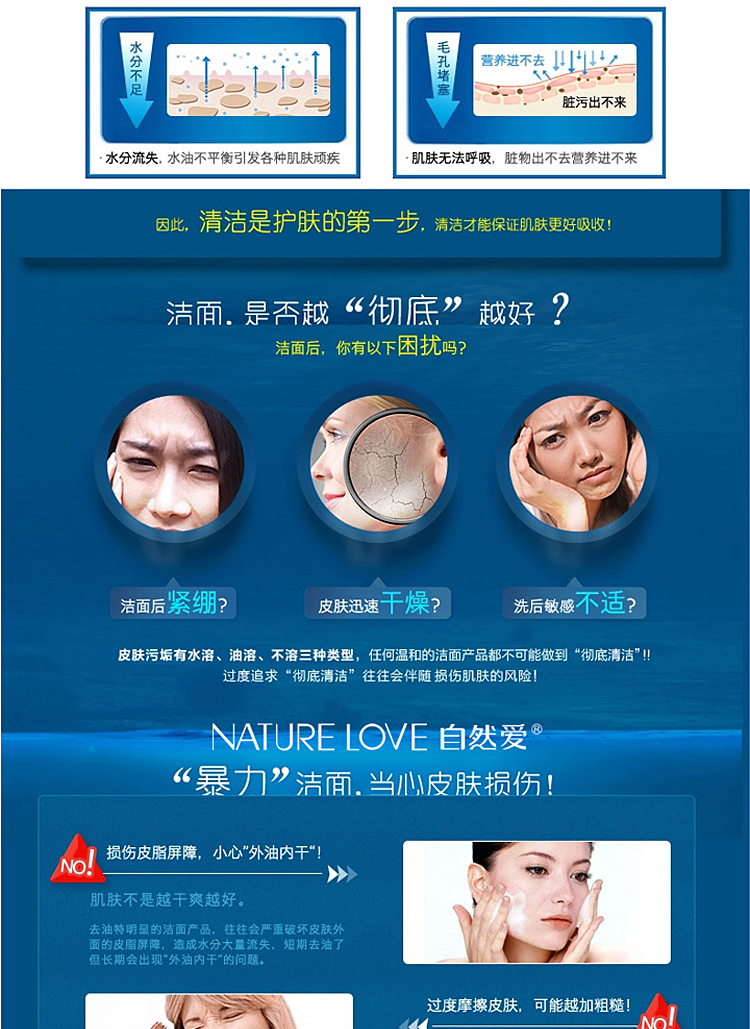 水分不足
· 水分流失，水油不平衡引发各种肌肤顽疾
毛孔堵塞
营养进不去
脏污出不来
· 肌肤无法呼吸，脏物出不去营养进不来
因此，清洁是护肤的第一步，清洁才能保证肌肤更好吸收！
洁面，是否越“彻底”越好？
洁面后，你有以下困扰吗？
洁面后紧绷？
皮肤迅速干燥？
洗后敏感不适？
皮肤污垢有水溶、油溶、不溶三种类型，任何温和的洁面产品都不可能做到“彻底清洁”!!
过度追求“彻底清洁”往往会伴随 损伤肌肤的风险！
NATURE LOVE 自然爱®
“暴力”洁面，当心皮肤损伤！
NO!
损伤皮脂屏障，小心”外油内干“！
肌肤不是越干爽越好。
去油特明显的洁面产品，往往会严重破坏皮肤外
面的皮脂屏障，造成水分大量流失，短期去油了
但长期会出现”外油内干”的问题。
过度摩擦皮肤，可能越加粗糙！
NO!